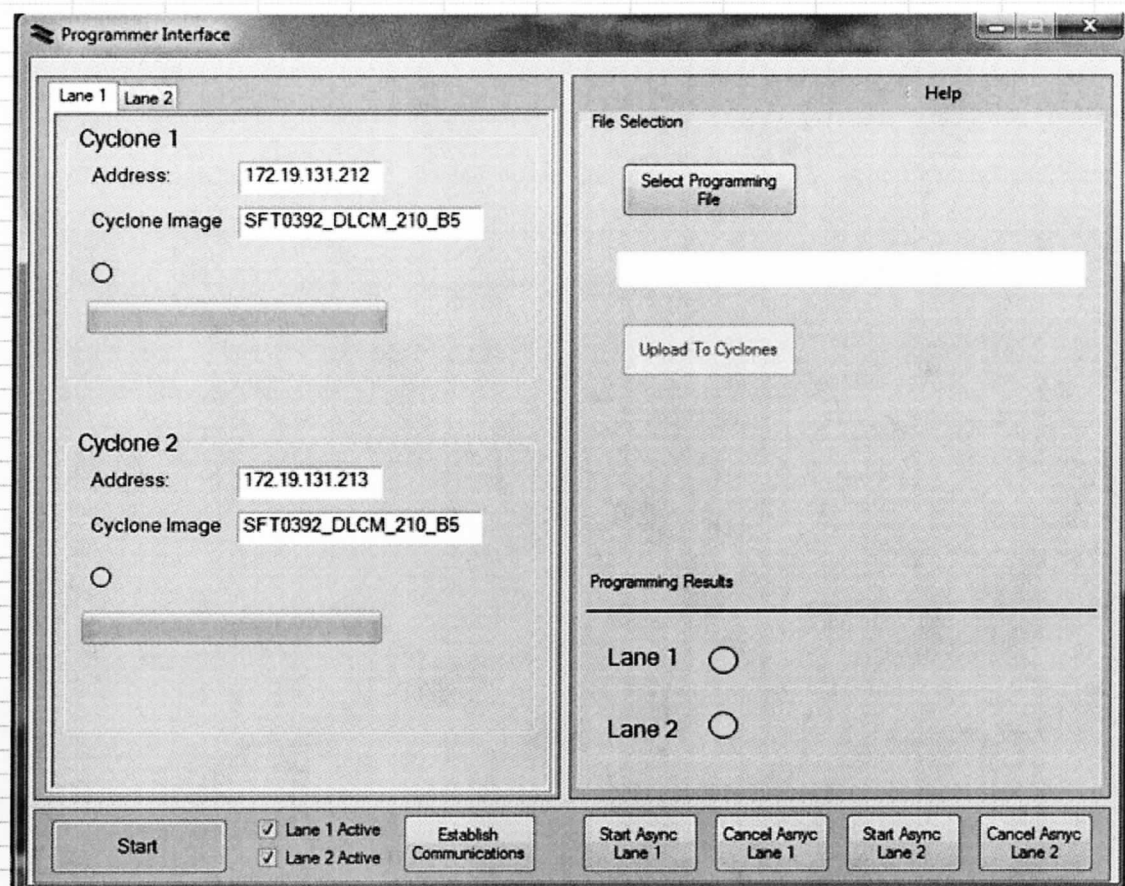 Programmer Interface
Lane 1 Lane 2
Cyclone 1
Address: 172.19.131.212
Cyclone Image SFT0392_DLCM_210_B5
Cyclone 2
Address: 172.19.131.213
Cyclone Image SFT0392_DLCM_210_B5
Help
File Selection
Select Programming
File
Upload To Cyclones
Programming Results
Lane 1
Lane 2
Start
Lane 1 Active
Lane 2 Active
Establish
Communications
Start Async
Lane 1
Cancel Asnyc
Lane 1
Start Async
Lane 2
Cancel Asnyc
Lane 2